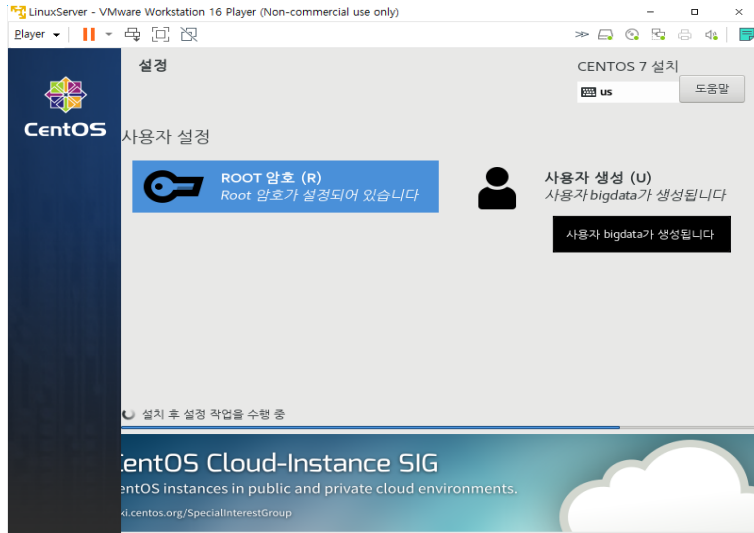 LinuxServer - VMware Workstation 16 Player (Non-commercial use only)
Player
설정
CENTOS 7 설치
us
도움말
CentOS
사용자 설정
ROOT 암호 (R)
Root 암호가 설정되어 있습니다
사용자 생성 (U)
사용자 bigdata가 생성됩니다
사용자 bigdata가 생성됩니다
설치 후 설정 작업을 수행 중
entOS Cloud-Instance SIG
entOS instances in public and private cloud environments.
ki.centos.org/SpecialInterestGroup